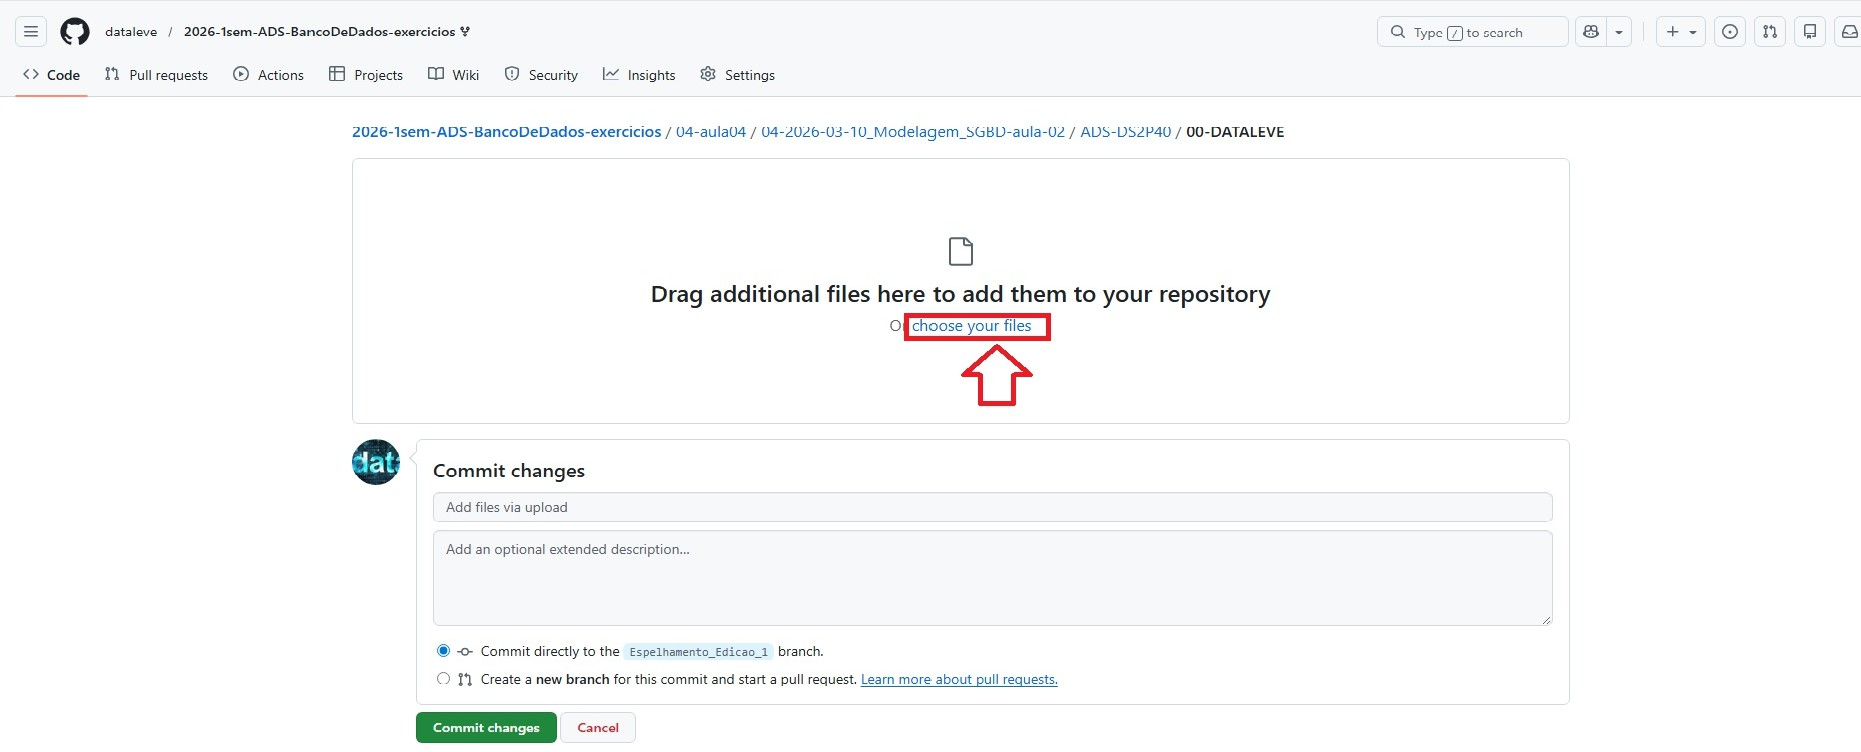 dataleve / 2026-1sem-ADS-BancoDeDados-exercicios
Type / to search
Code Pull requests Actions Projects Wiki Security Insights Settings
2026-1sem-ADS-BancoDeDados-exercicios / 04-aula04 / 04-2026-03-10_Modelagem_SGBD-aula-02 / ADS-DS2P40 / 00-DATALEVE
Drag additional files here to add them to your repository
Or choose your files
data
Commit changes
Add files via upload
Add an optional extended description...
Commit directly to the Espelhamento_Edicao_1 branch.
Create a new branch for this commit and start a pull request. Learn more about pull requests.
Commit changes Cancel